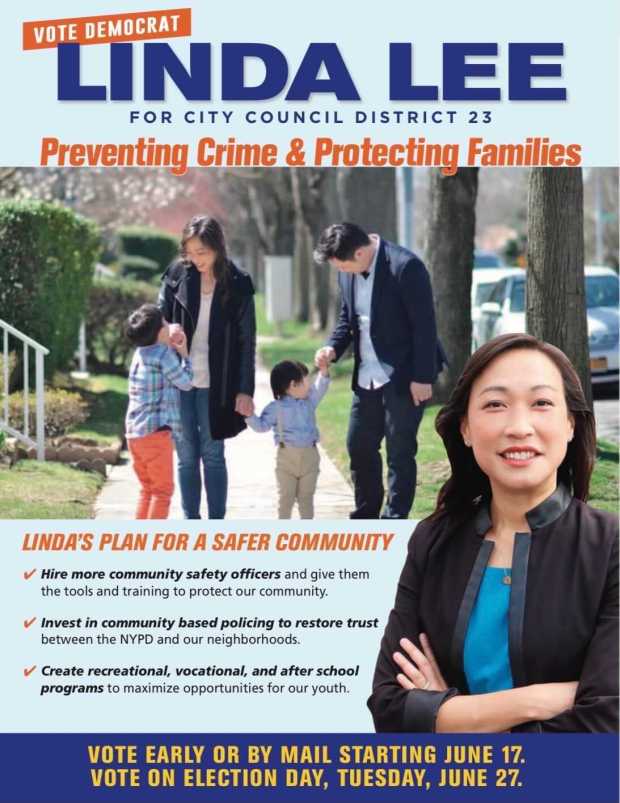 VOTE DEMOCRAT
LINDA LEE
FOR CITY COUNCIL DISTRICT 23
Preventing Crime & Protecting Families
LINDA'S PLAN FOR A SAFER COMMUNITY
✔ Hire more community safety officers and give them
the tools and training to protect our community.
✔ Invest in community based policing to restore trust
between the NYPD and our neighborhoods.
✔ Create recreational, vocational, and after school
programs to maximize opportunities for our youth.
VOTE EARLY OR BY MAIL STARTING JUNE 17.
VOTE ON ELECTION DAY, TUESDAY, JUNE 27.